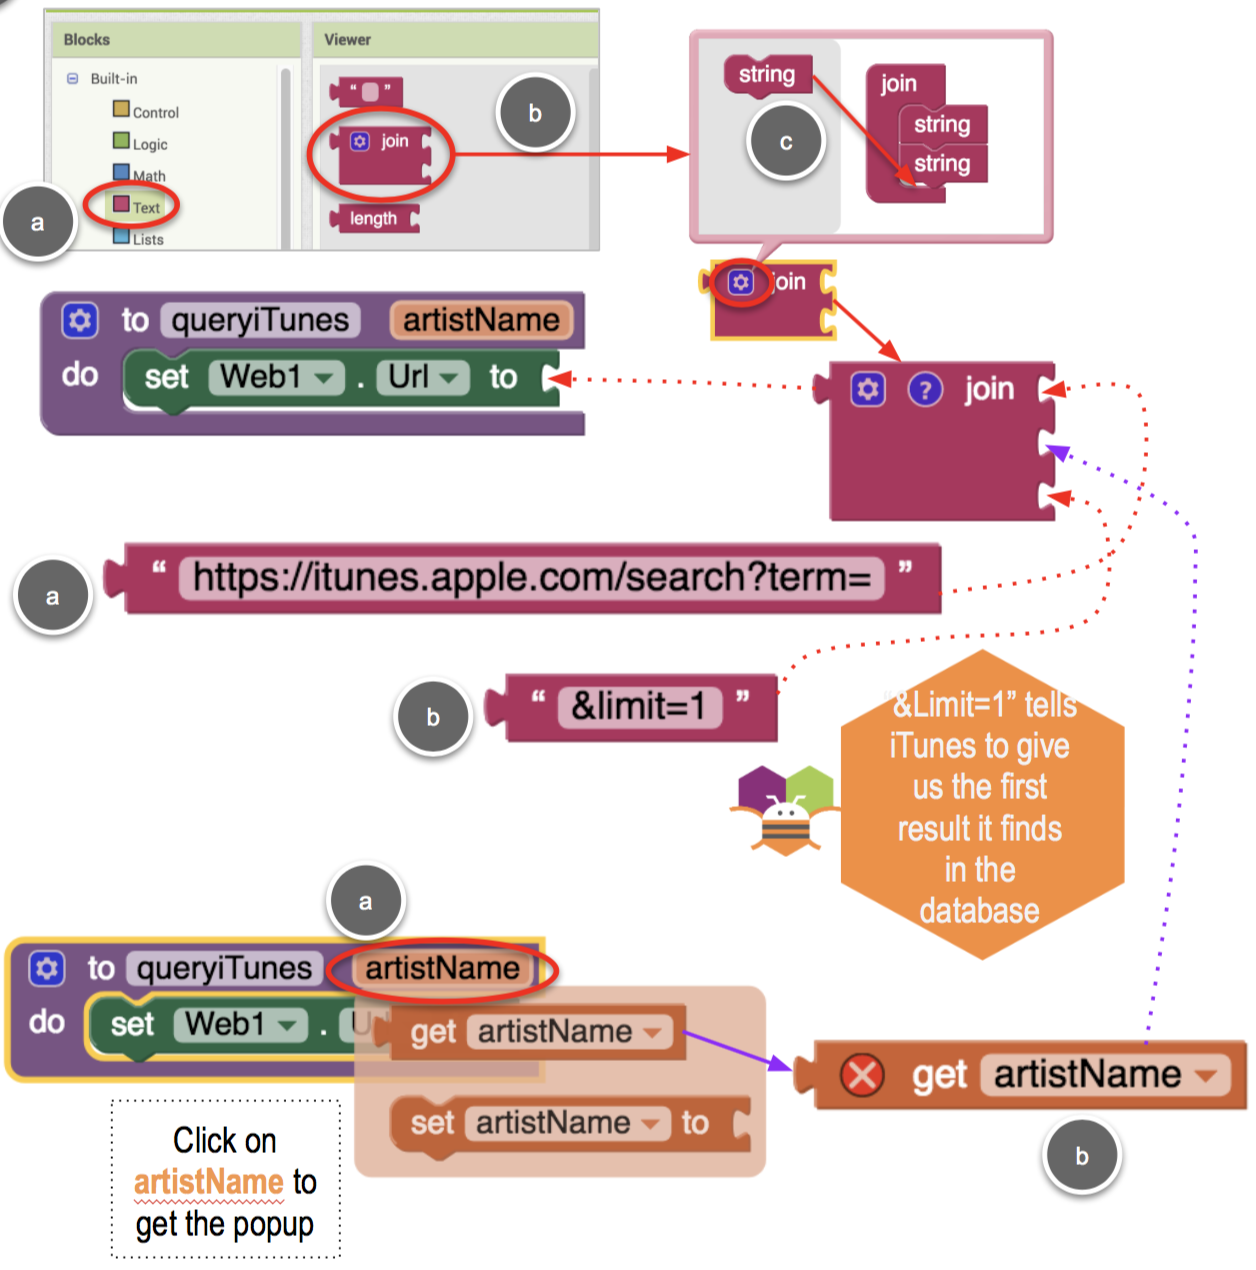 Blocks
Viewer
Built-in
Control
Logic
Math
Text
Lists
a
“ ”
join
length
b
string
c
join
string
string
join
to queryiTunes artistName
do set Web1 . Url to
? join
a
“ https://itunes.apple.com/search?term= ”
b
“ &limit=1 ”
“&Limit=1” tells
iTunes to give
us the first
result it finds
in the
database
a
to queryiTunes artistName
do set Web1 . U
get artistName
set artistName to
get artistName
b
Click on
artistName to
get the popup